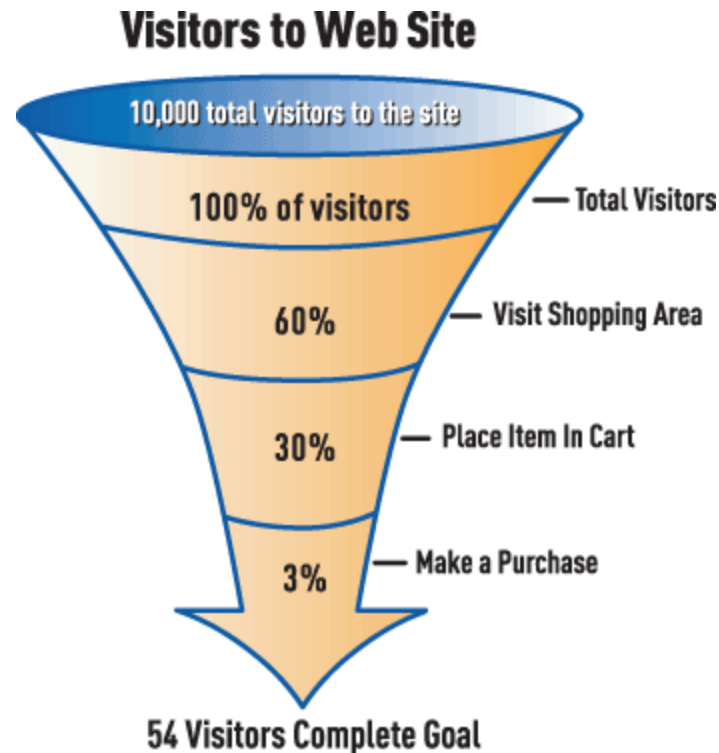 Visitors to Web Site
10,000 total visitors to the site
100% of visitors
Total Visitors
60%
Visit Shopping Area
30%
Place Item In Cart
3%
Make a Purchase
54 Visitors Complete Goal